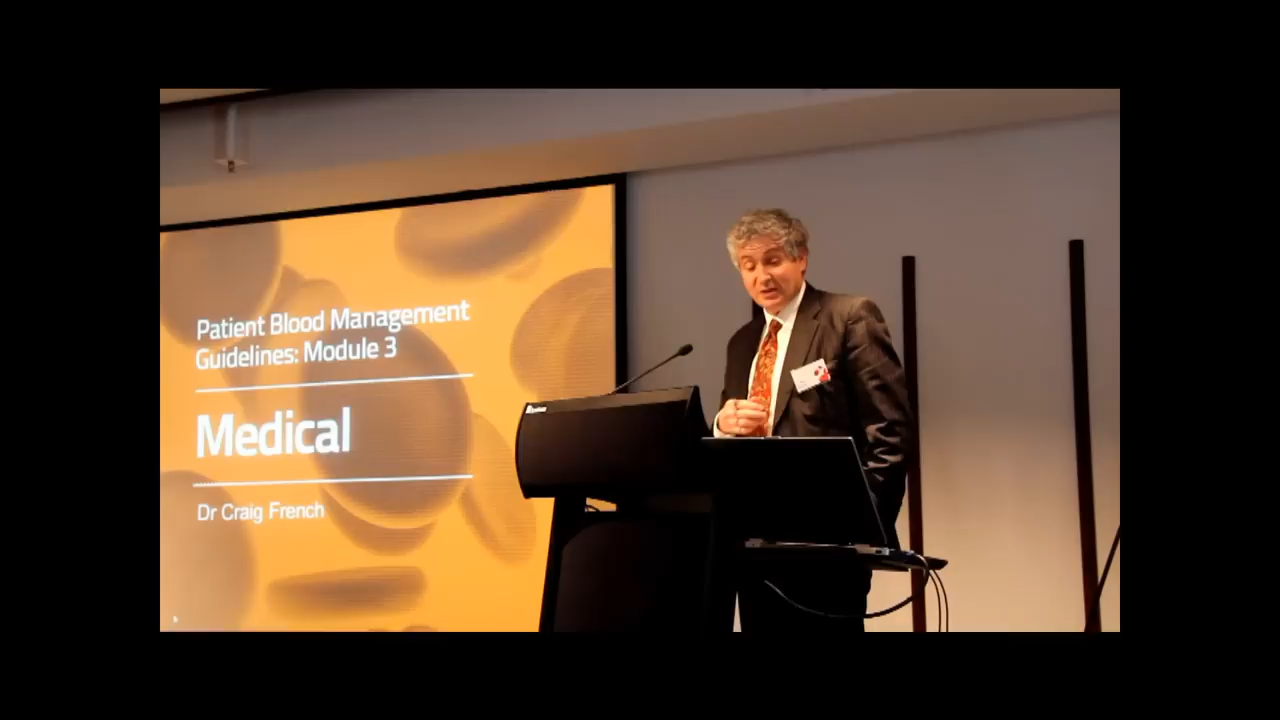 Patient Blood Management
Guidelines: Module 3
Medical
Dr Craig French